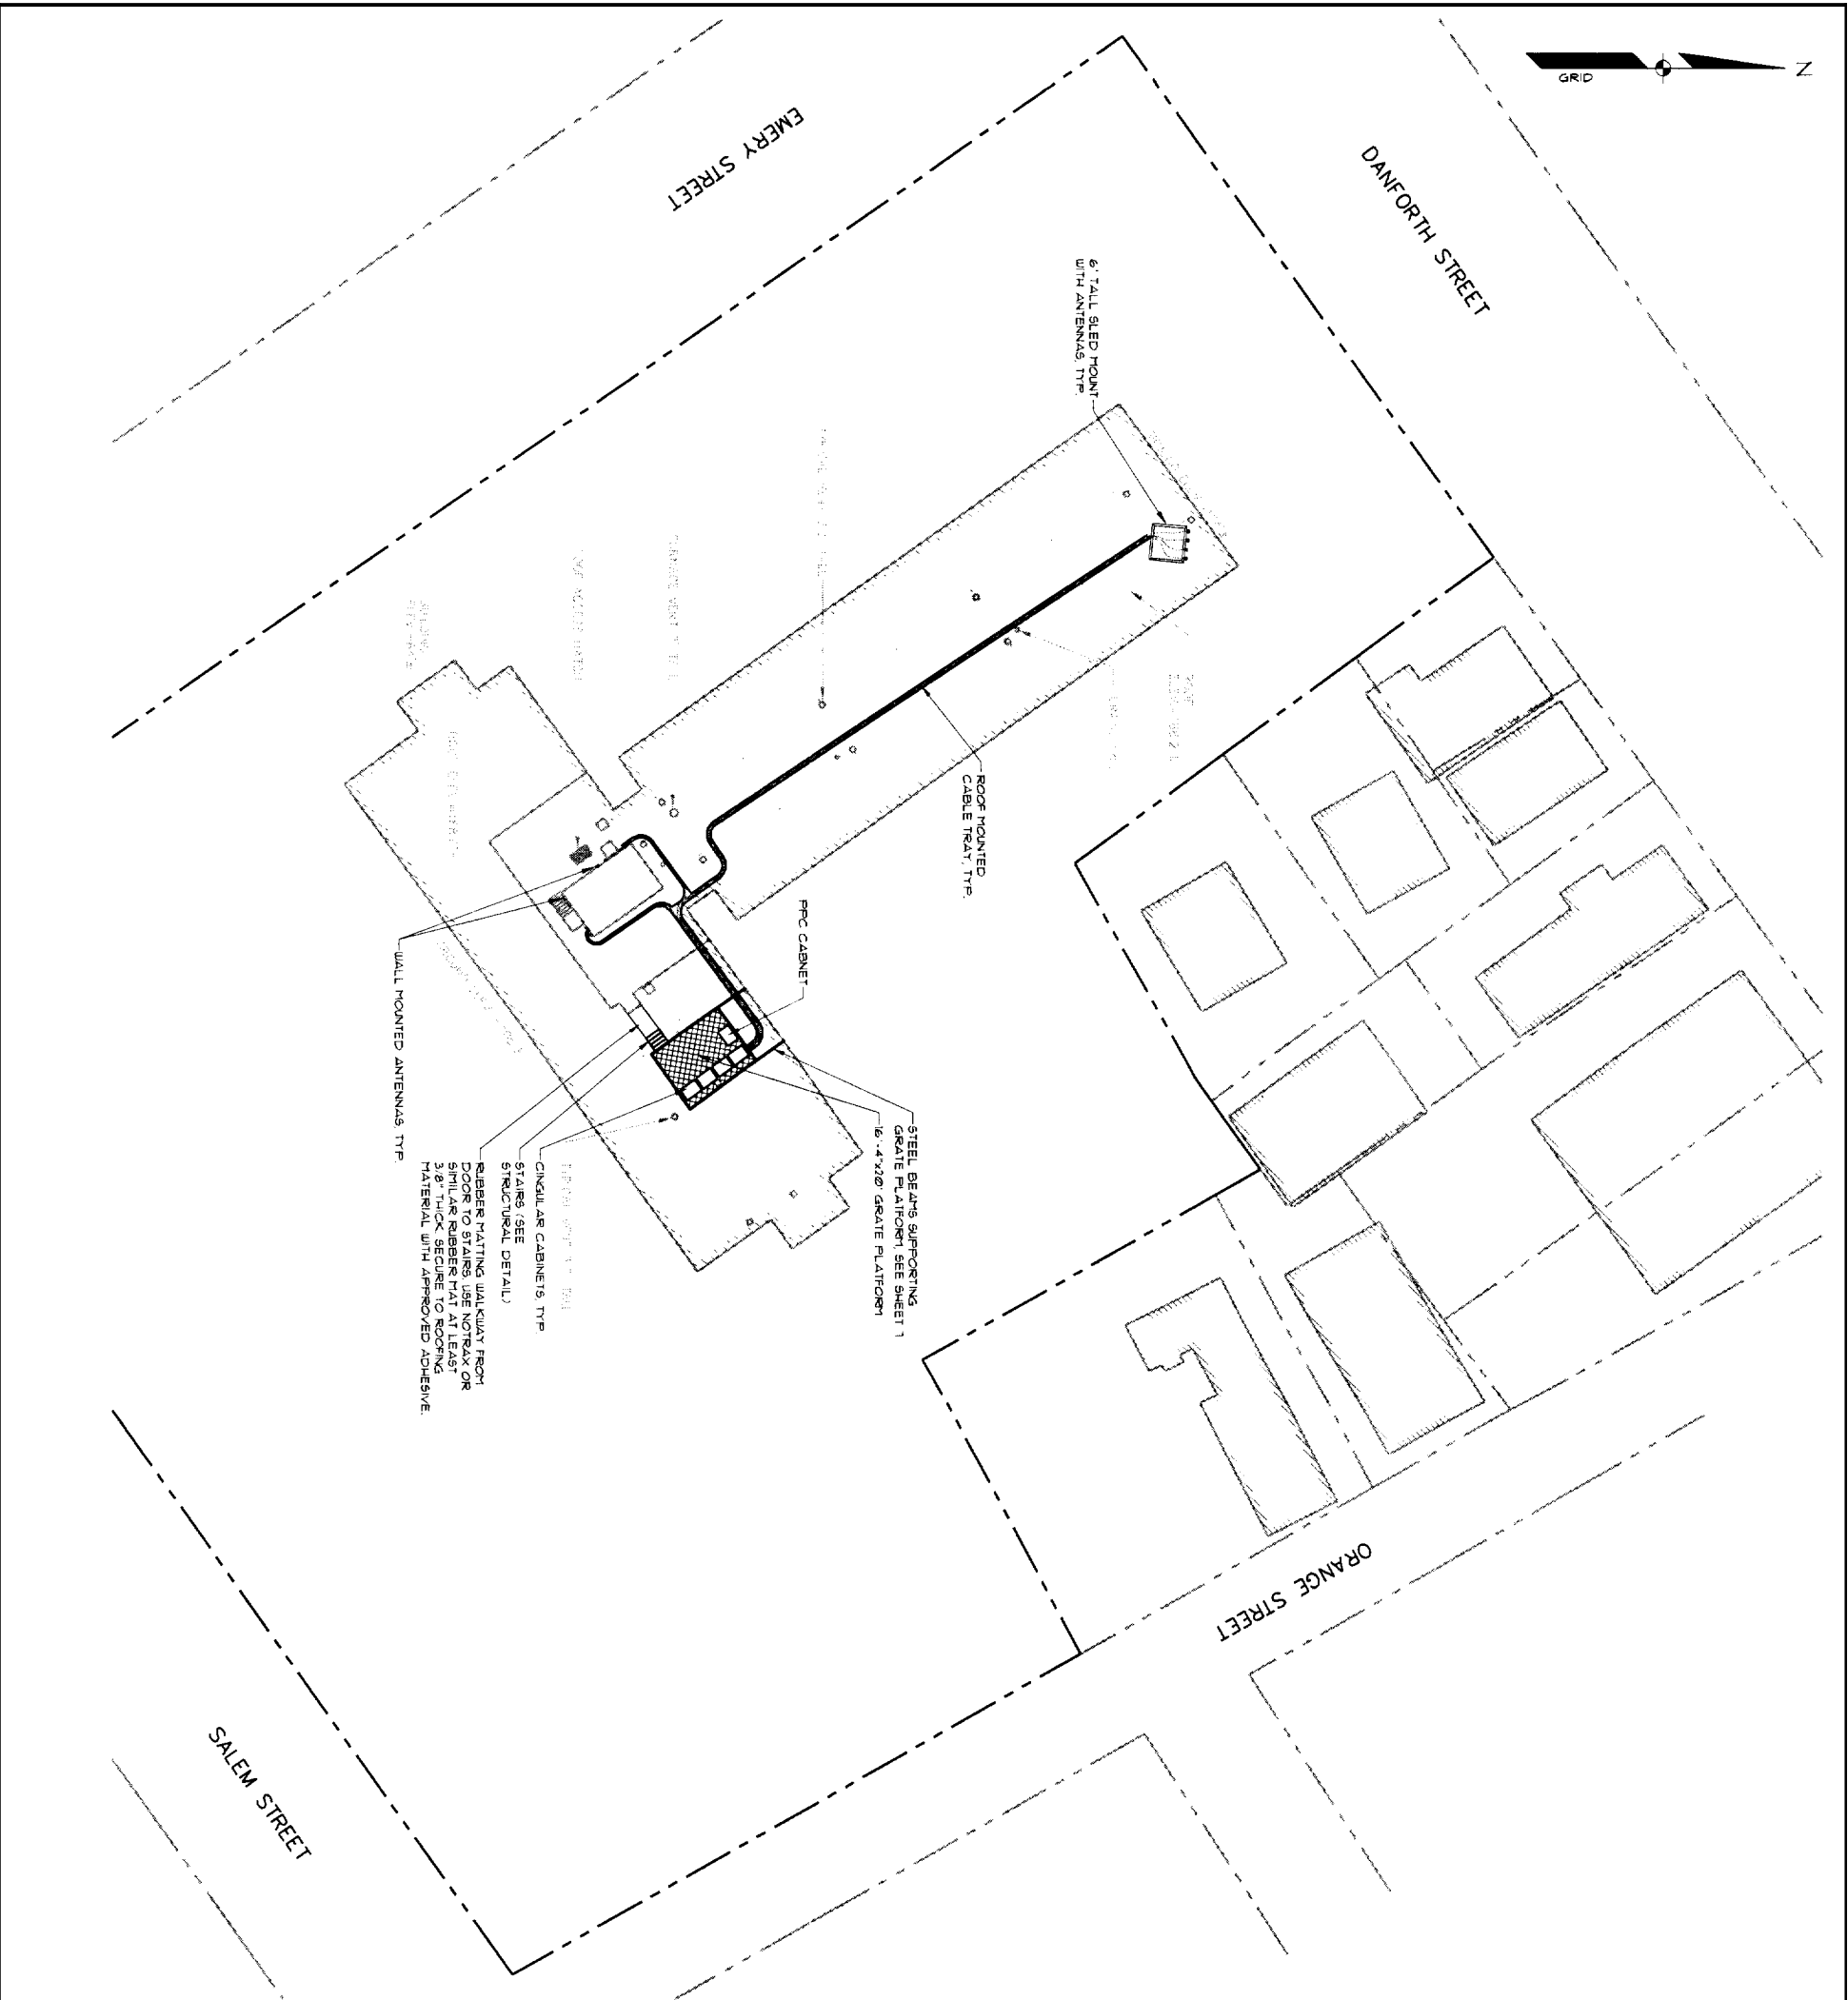 GRID
N
EMERY STREET
DANFORTH STREET
6' TALL SLED MOUNT
WITH ANTENNAS, TYP.
ROOF MOUNTED
CABLE TRAY, TYP.
PPC CABNET
WALL MOUNTED ANTENNAS, TYP.
STEEL BEAMS SUPPORTING
GRATE PLATFORM, SEE SHEET 7
16'-4"x20' GRATE PLATFORM
CINGULAR CABINETS, TYP
STAIRS (SEE
STRUCTURAL DETAIL)
RUBBER MATTING WALKWAY FROM
DOOR TO STAIRS, USE NOTRAX OR
SIMILAR RUBBER MAT AT LEAST
3/8" THICK. SECURE TO ROOFING
MATERIAL WITH APPROVED ADHESIVE.
ORANGE STREET
SALEM STREET